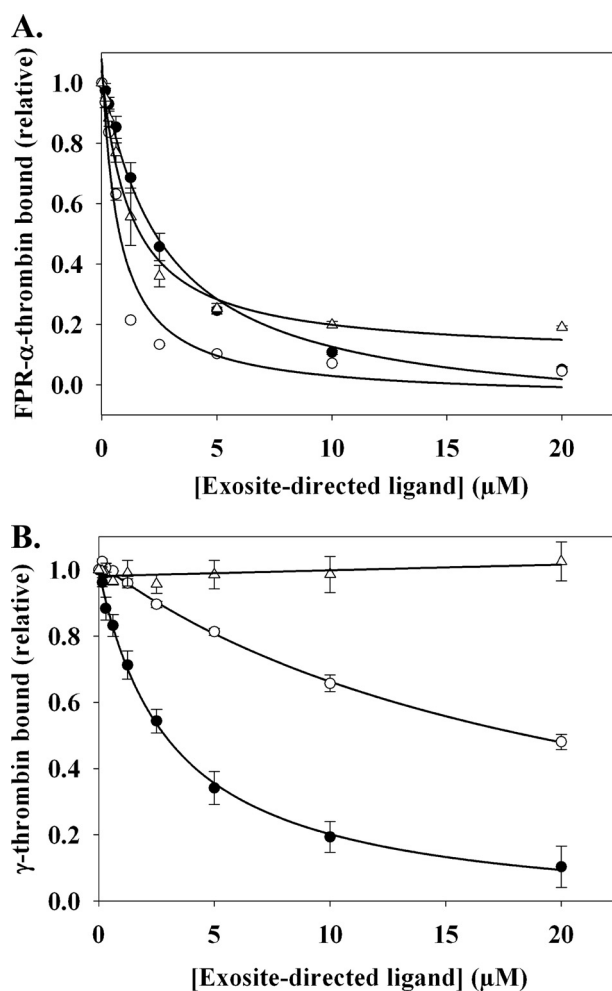 A.
FPR-α-thrombin bound (relative)
1.0
0.8
0.6
0.4
0.2
0.0
0 5 10 15 20
[Exosite-directed ligand] (µM)
B.
γ-thrombin bound (relative)
1.0
0.8
0.6
0.4
0.2
0.0
0 5 10 15 20
[Exosite-directed ligand] (µM)